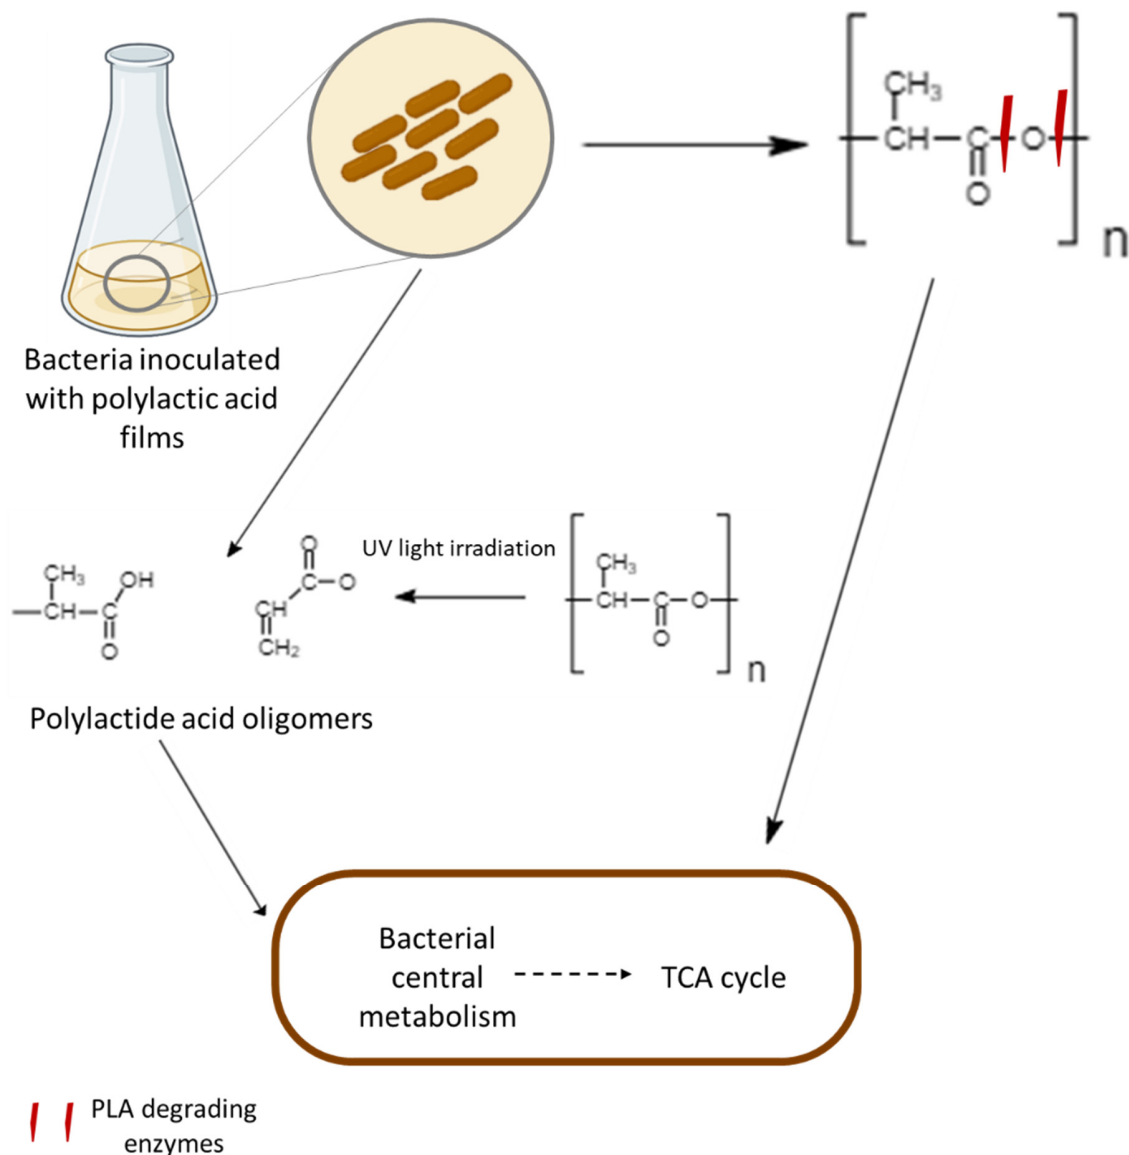 CH3
CH
C
O
O
n
Bacteria inoculated
with polylactic acid
films
UV light irradiation
CH3
OH
CH
C
O
O
C
O
CH
CH2
CH3
CH
C
O
O
n
Polylactide acid oligomers
Bacterial
central
metabolism
TCA cycle
PLA degrading
enzymes